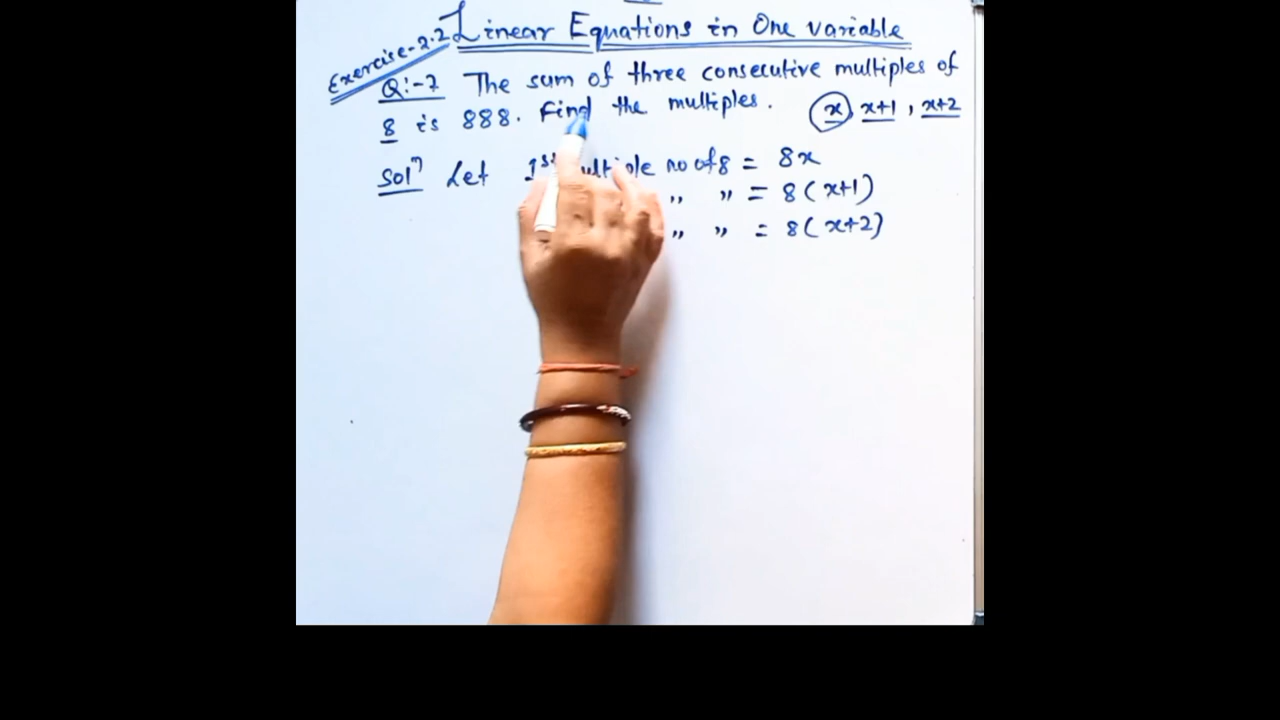 Exercise-2.2
Linear Equations in One variable
Q:-7 The sum of three consecutive multiples of
8 is 888. Find the multiples. x, x+1, x+2
Solⁿ Let 1st no of 8 = 8x
" " = 8(x+1)
" " = 8(x+2)